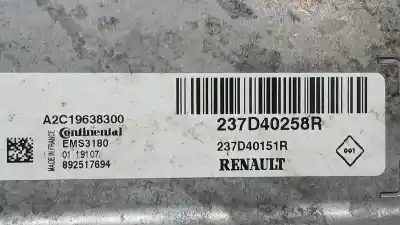 A2C19638300
Continental
EMS3180
01 19107
892517694
MADE IN FRANCE
237D40258R
237D40151R
RENAULT
001